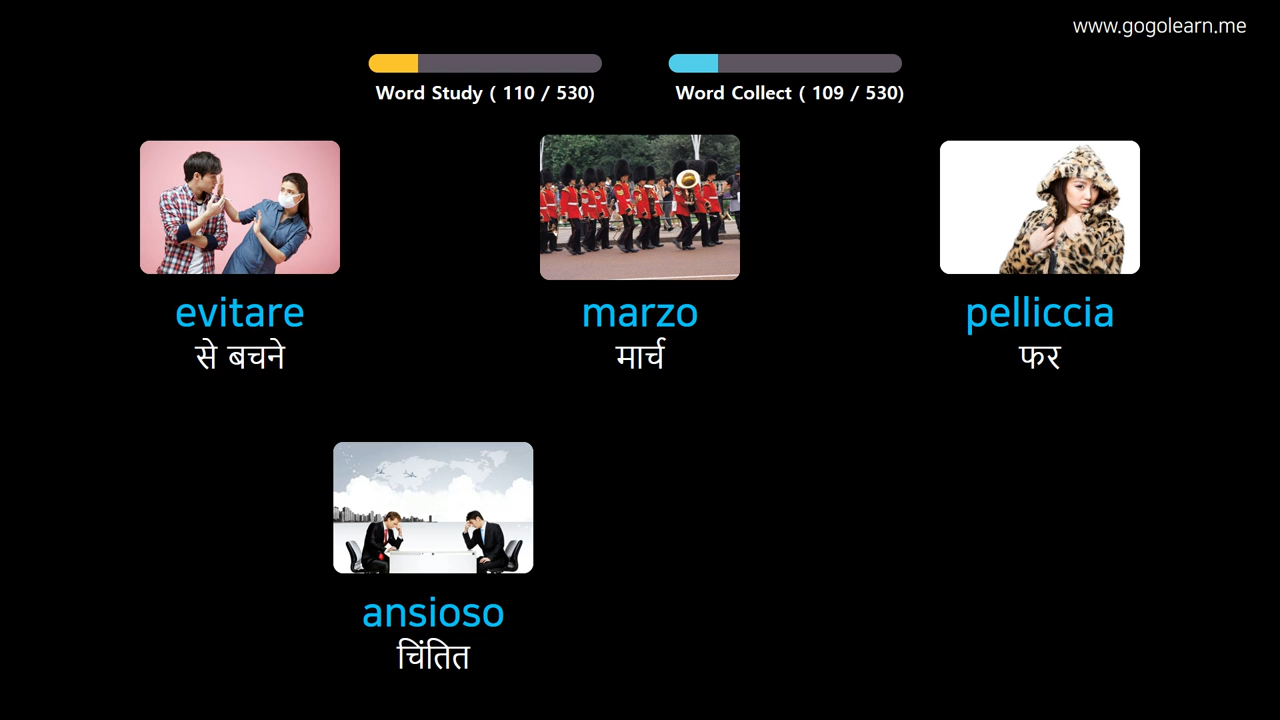 www.gogolearn.me
Word Study ( 110 / 530)
Word Collect ( 109 / 530)
evitare
से बचने
marzo
मार्च
pelliccia
फर
ansioso
चिंतित